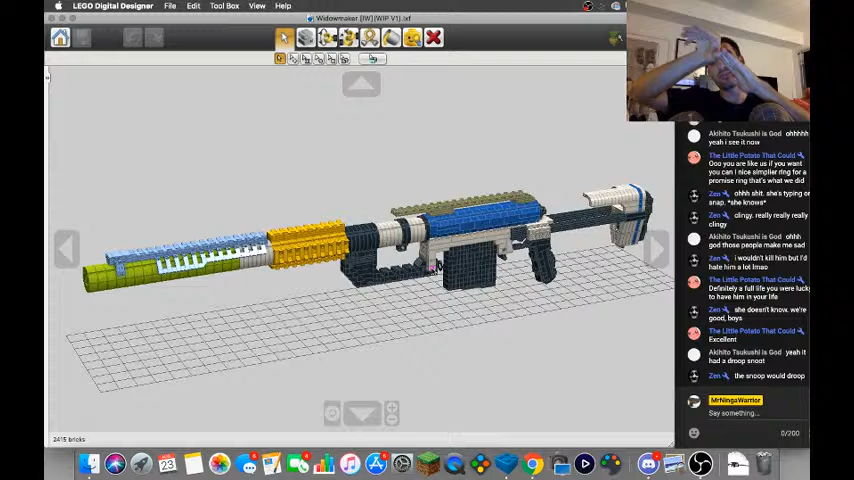 LEGO Digital Designer File Edit Tool Box View Help
Widowmaker [IW](WIP V1).lxf
Akihito Tsukushi is God ohhhhh
yeah i see it now
The Little Potato That Could
Ooo you are like us if you want
you can I nice simplier ring for a
promise ring that's what we did
Zen ohhh shit. she's typing or
snap. *she knows*
Zen clingy. really really really
clingy
Akihito Tsukushi is God ohhh
god those people make me sad
Zen i wouldn't kill him but I'd
hate him a lot lmao
The Little Potato That Could
Definitely a full life you were lucky
to have him in your life
Zen she doesn't know. we're
good, boys
The Little Potato That Could
Excellent
Akihito Tsukushi is God yeah it
had a droop snoot
Zen the snoop would droop
MrNingaWarrior
Say something...
0/200
2415 bricks
23